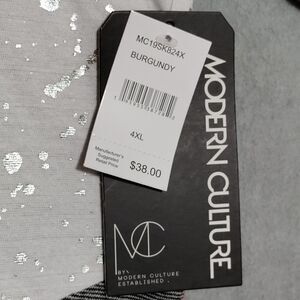 MC19SK824X
BURGUNDY
4XL
Manufacturer's
Suggested
Retail Price
$38.00
MODERN CULTURE
MC
BY\
MODERN CULTURE
ESTABLISHED .